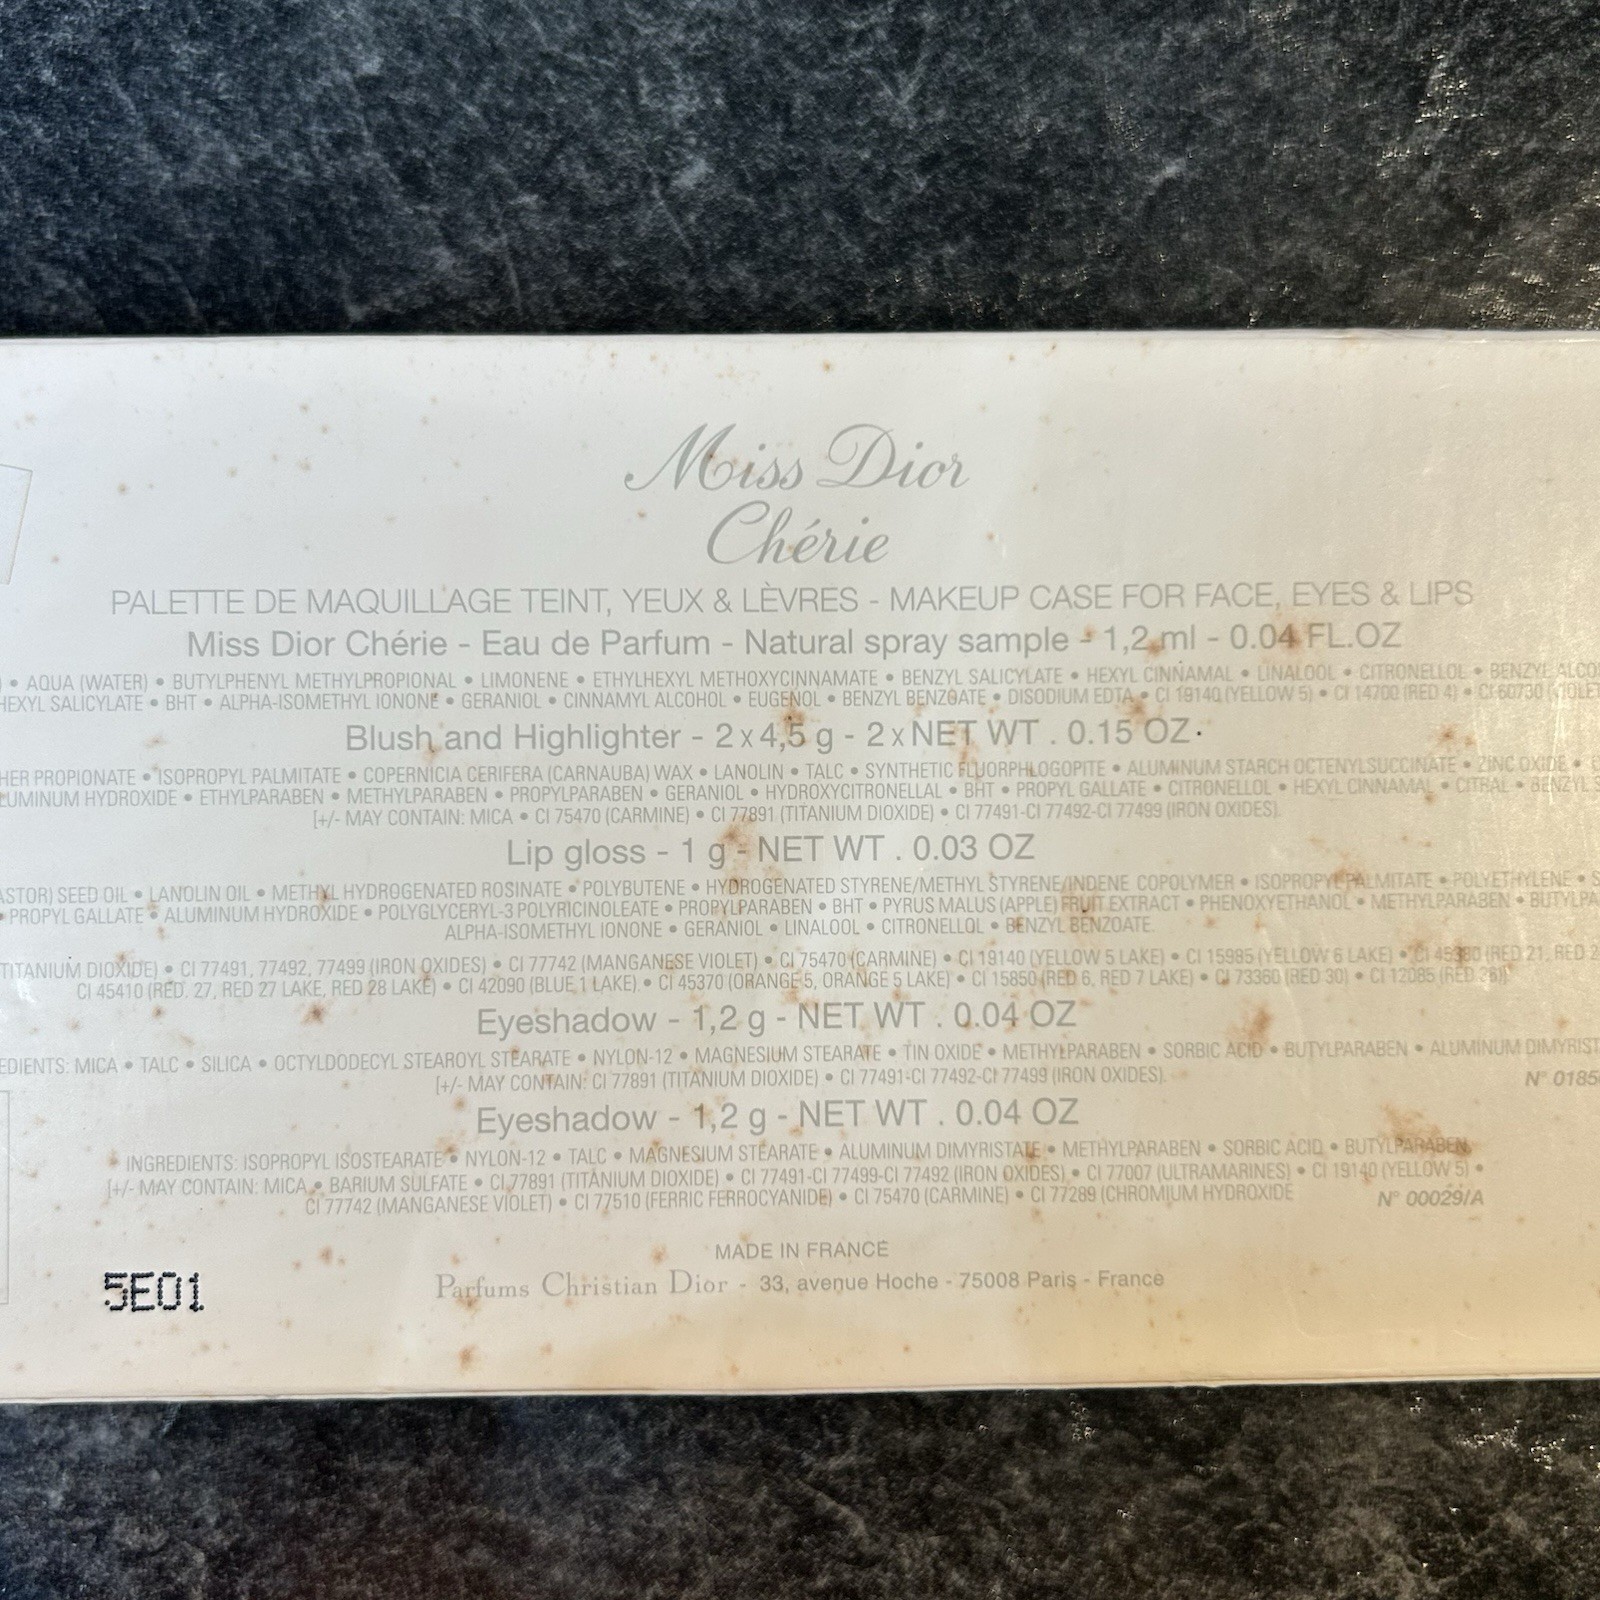 Miss Dior
Chérie
PALETTE DE MAQUILLAGE TEINT, YEUX & LÈVRES - MAKEUP CASE FOR FACE, EYES & LIPS
Miss Dior Chérie - Eau de Parfum - Natural spray sample - 1,2 ml - 0.04 FL.OZ
) • AQUA (WATER) • BUTYLPHENYL METHYLPROPIONAL • LIMONENE • ETHYLHEXYL METHOXYCINNAMATE • BENZYL SALICYLATE • HEXYL CINNAMAL • LINALOOL • CITRONELLOL • BENZYL
HEXYL SALICYLATE • BHT • ALPHA-ISOMETHYL IONONE • GERANIOL • CINNAMYL ALCOHOL • EUGENOL • BENZYL BENZOATE • DISODIUM EDTA • CI 19140 (YELLOW 5) • CI 14700 (RED 4) • CI 60730
Blush and Highlighter - 2 x 4,5 g - 2 x NET WT . 0.15 OZ.
PROPIONATE • ISOPROPYL PALMITATE • COPERNICIA CERIFERA (CARNAUBA) WAX • LANOLIN • TALC • SYNTHETIC FLUORPHLOGOPITE • ALUMINUM STARCH OCTENYLSUCCINATE • ZINC OXIDE •
HYDROXIDE • ETHYLPARABEN • METHYLPARABEN • PROPYLPARABEN • GERANIOL • HYDROXYCITRONELLAL • BHT • PROPYL GALLATE • CITRONELLOL • HEXYL CINNAMAL • CITRAL • BENZYL
[+/- MAY CONTAIN: MICA • CI 75470 (CARMINE) • CI 77891 (TITANIUM DIOXIDE) • CI 77491-CI 77492-CI 77499 (IRON OXIDES).
Lip gloss - 1 g - NET WT . 0.03 OZ
SEED OIL • LANOLIN OIL • METHYL HYDROGENATED ROSINATE • POLYBUTENE • HYDROGENATED STYRENE/METHYL STYRENE/INDENE COPOLYMER • ISOPROPYL PALMITATE • POLYETHYLENE •
• PROPYL GALLATE • ALUMINUM HYDROXIDE • POLYGLYCERYL-3 POLYRICINOLEATE • PROPYLPARABEN • BHT • PYRUS MALUS (APPLE) FRUIT EXTRACT • PHENOXYETHANOL • METHYLPARABEN •
ALPHA-ISOMETHYL IONONE • GERANIOL • LINALOOL • CITRONELLOL • BENZYL BENZOATE.
TITANIUM DIOXIDE) • CI 77491, 77492, 77499 (IRON OXIDES) • CI 77742 (MANGANESE VIOLET) • CI 75470 (CARMINE) • CI 19140 (YELLOW 5 LAKE) • CI 15985 (YELLOW 6 LAKE) • CI 45380 (RED 21, RED
CI 45410 (RED. 27, RED 27 LAKE, RED 28 LAKE) • CI 42090 (BLUE 1 LAKE) • CI 45370 (ORANGE 5, ORANGE 5 LAKE) • CI 15850 (RED 6, RED 7 LAKE) • CI 73360 (RED 30) • CI 12085 (RED 36)]
Eyeshadow - 1,2 g - NET WT . 0.04 OZ
MICA • TALC • SILICA • OCTYLDODECYL STEAROYL STEARATE • NYLON-12 • MAGNESIUM STEARATE • TIN OXIDE • METHYLPARABEN • SORBIC ACID • BUTYLPARABEN • ALUMINUM
[+/- MAY CONTAIN: CI 77891 (TITANIUM DIOXIDE) • CI 77491-CI 77492-CI 77499 (IRON OXIDES). N°
Eyeshadow - 1,2 g - NET WT . 0.04 OZ
INGREDIENTS: ISOPROPYL ISOSTEARATE • NYLON-12 • TALC • MAGNESIUM STEARATE • ALUMINUM DIMYRISTATE • METHYLPARABEN • SORBIC ACID • BUTYLPARABEN.
[+/- MAY CONTAIN: MICA • BARIUM SULFATE • CI 77891 (TITANIUM DIOXIDE) • CI 77491-CI 77499-CI 77492 (IRON OXIDES) • CI 77007 (ULTRAMARINES) • CI 19140 (YELLOW 5) •
CI 77742 (MANGANESE VIOLET) • CI 77510 (FERRIC FERROCYANIDE) • CI 75470 (CARMINE) • CI 77289 (CHROMIUM HYDROXIDE N° 00029/A
MADE IN FRANCE
Parfums Christian Dior - 33, avenue Hoche - 75008 Paris - France
5E01